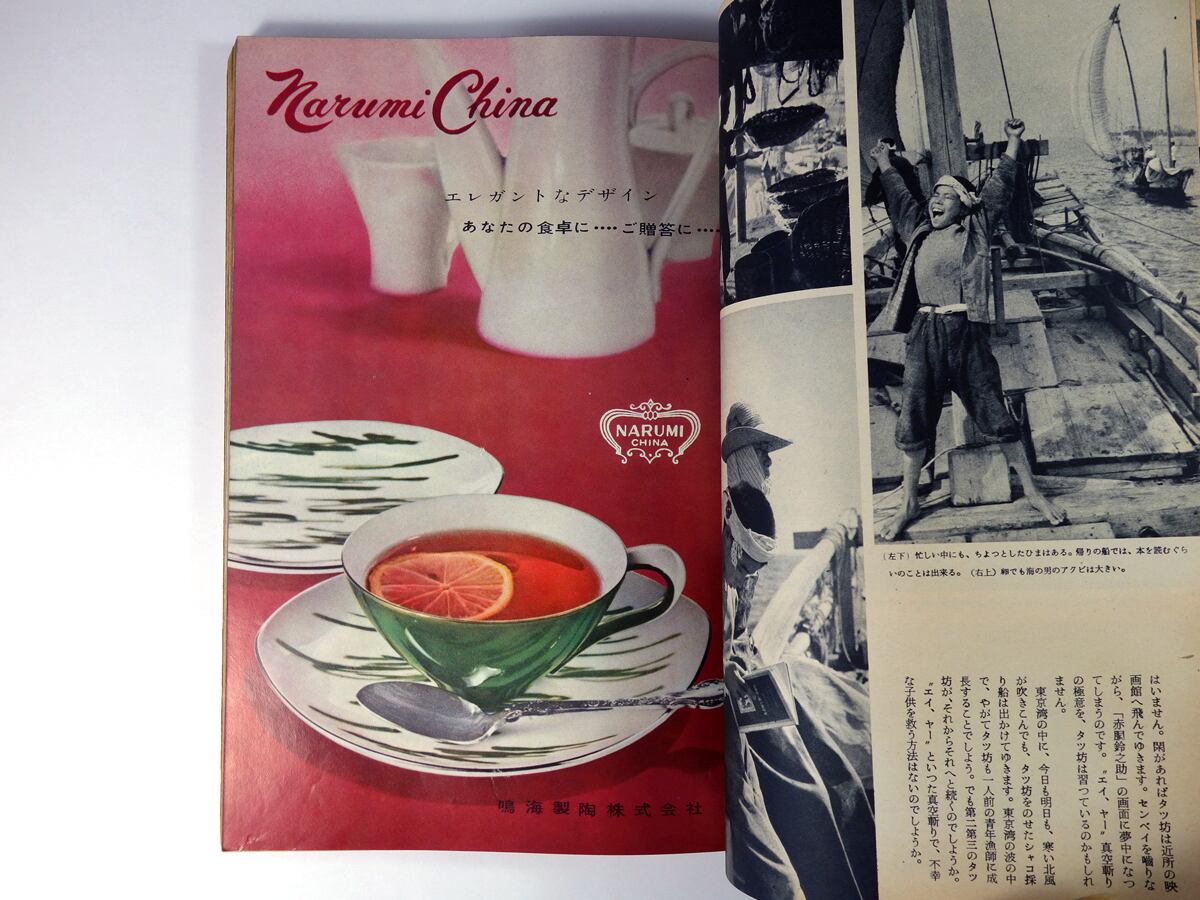 Narumi China
エレガントなデザイン
あなたの食卓に‥‥ご贈答に‥‥
NARUMI
CHINA
鳴海製陶株式会社
（左下）忙しい中にも、ちよつとしたひまはある。帰りの船では、本を読むぐら
いのことは出来る。（右上）卵でも海の男のアクビは大きい。
はいません。閑があればタツ坊は近所の映
画館へ飛んでゆきます。センベイを噛りな
がら、「赤胴鈴之助」の画面に夢中になつ
てしまうのです。〝エイ、ヤー〟真空斬り
の極意を、タツ坊は習つているのかもしれ
ません。
東京湾の中に、今日も明日も、寒い北風
が吹きこんでも、タツ坊をのせたシャコ採
り船は出かけてゆきます。東京湾の波の中
で、やがてタツ坊も一人前の青年漁師に成
長することでしよう。でも第二第三のタツ
坊が、それからそれへと続くのでしようか。
〝エイ、ヤー〟といつた真空斬りで、不幸
な子供を救う方法はないのでしようか。